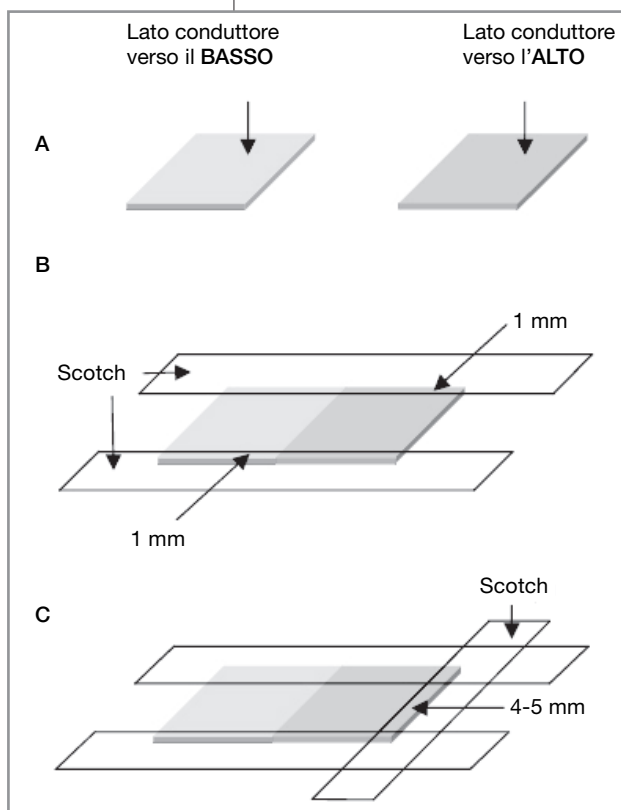 Lato conduttore
verso il BASSO
Lato conduttore
verso l'ALTO
A
B
1 mm
Scotch
1 mm
Scotch
C
4-5 mm